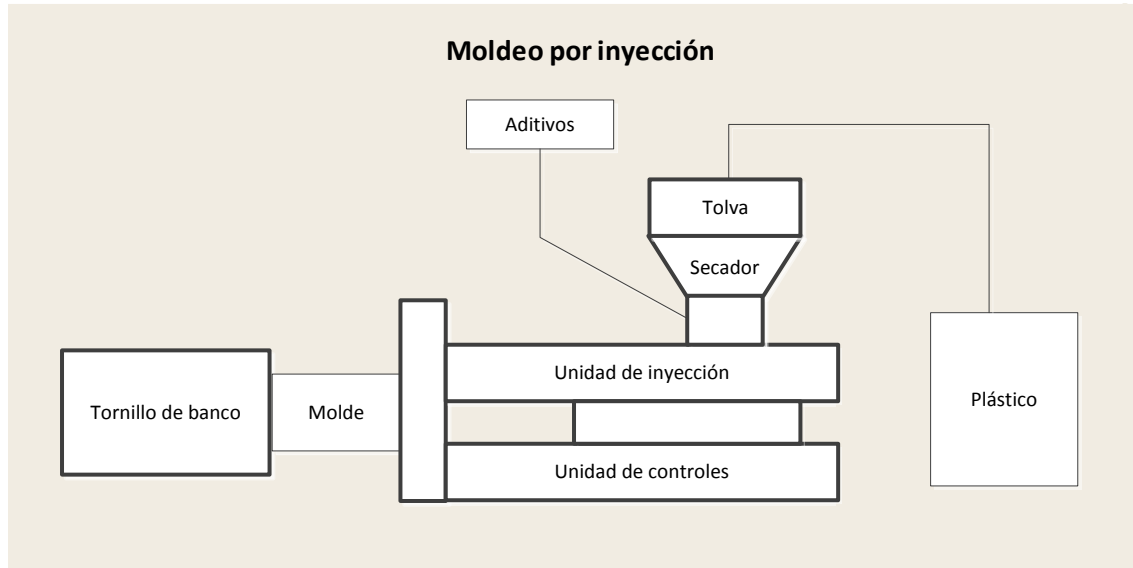 Moldeo por inyección
Aditivos
Tolva
Secador
Unidad de inyección
Plástico
Tornillo de banco
Molde
Unidad de controles